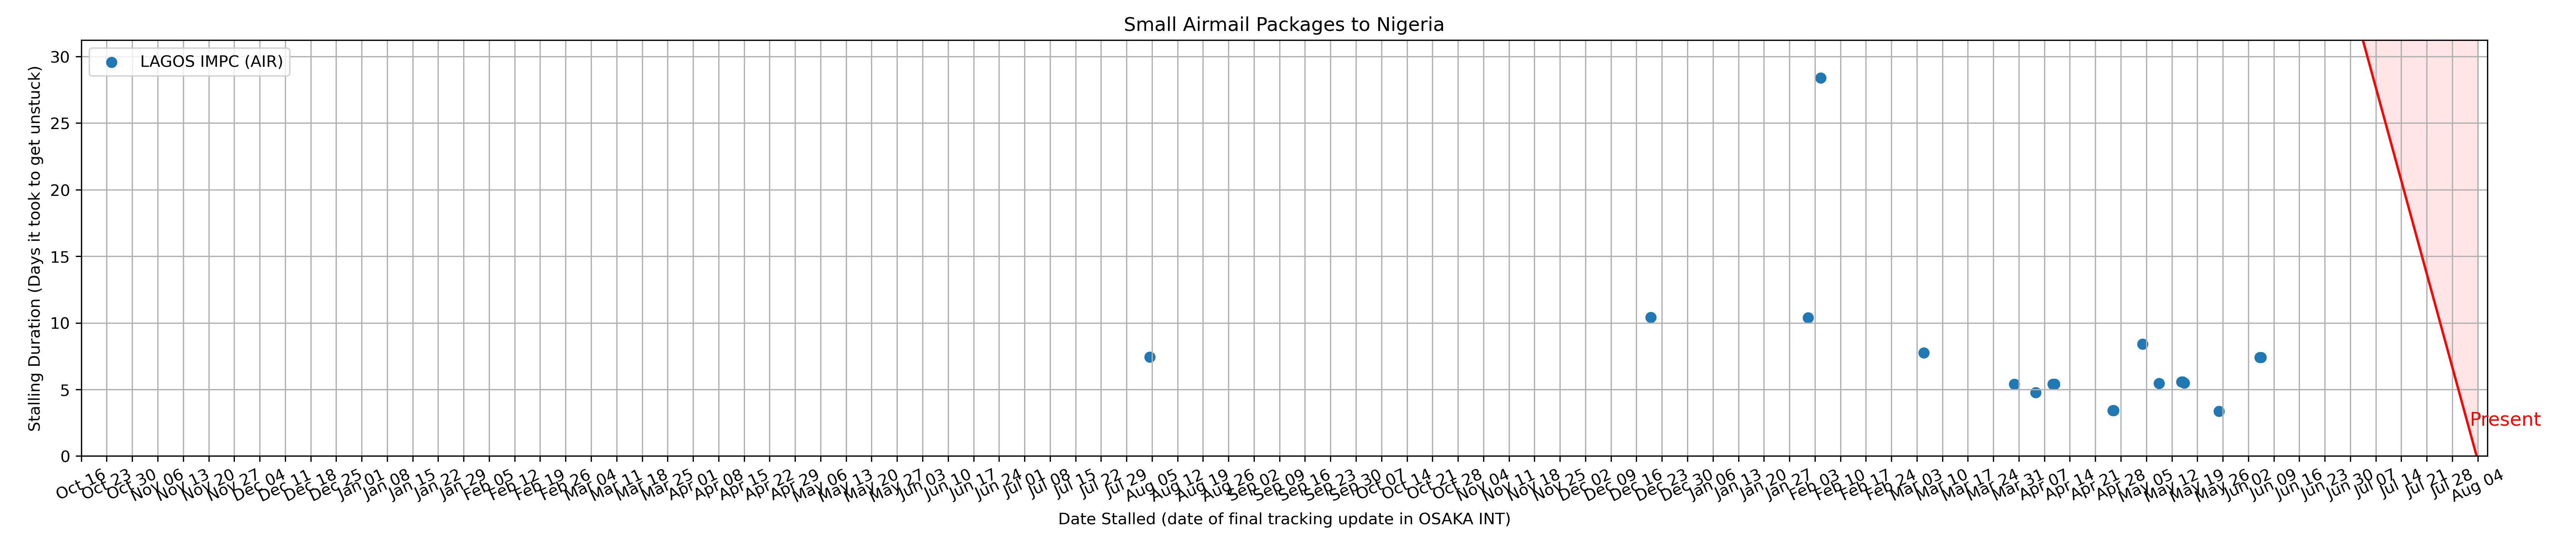 Small Airmail Packages to Nigeria
LAGOS IMPC (AIR)
Stalling Duration (Days it took to get unstuck)
30
25
20
15
10
5
0
Present
Oct 16
Oct 23
Oct 30
Nov 06
Nov 13
Nov 20
Nov 27
Dec 04
Dec 11
Dec 18
Dec 25
Jan 01
Jan 08
Jan 15
Jan 22
Jan 29
Feb 05
Feb 12
Feb 19
Feb 26
Mar 04
Mar 11
Mar 18
Mar 25
Apr 01
Apr 08
Apr 15
Apr 22
Apr 29
May 06
May 13
May 20
May 27
Jun 03
Jun 10
Jun 17
Jun 24
Jul 01
Jul 08
Jul 15
Jul 22
Jul 29
Aug 05
Aug 12
Aug 19
Aug 26
Sep 02
Sep 09
Sep 16
Sep 23
Sep 30
Oct 07
Oct 14
Oct 21
Oct 28
Nov 04
Nov 11
Nov 18
Nov 25
Dec 02
Dec 09
Dec 16
Dec 23
Dec 30
Jan 06
Jan 13
Jan 20
Jan 27
Feb 03
Feb 10
Feb 17
Feb 24
Mar 03
Mar 10
Mar 17
Mar 24
Mar 31
Apr 07
Apr 14
Apr 21
Apr 28
May 05
May 12
May 19
May 26
Jun 02
Jun 09
Jun 16
Jun 23
Jun 30
Jul 07
Jul 14
Jul 21
Jul 28
Aug 04
Date Stalled (date of final tracking update in OSAKA INT)